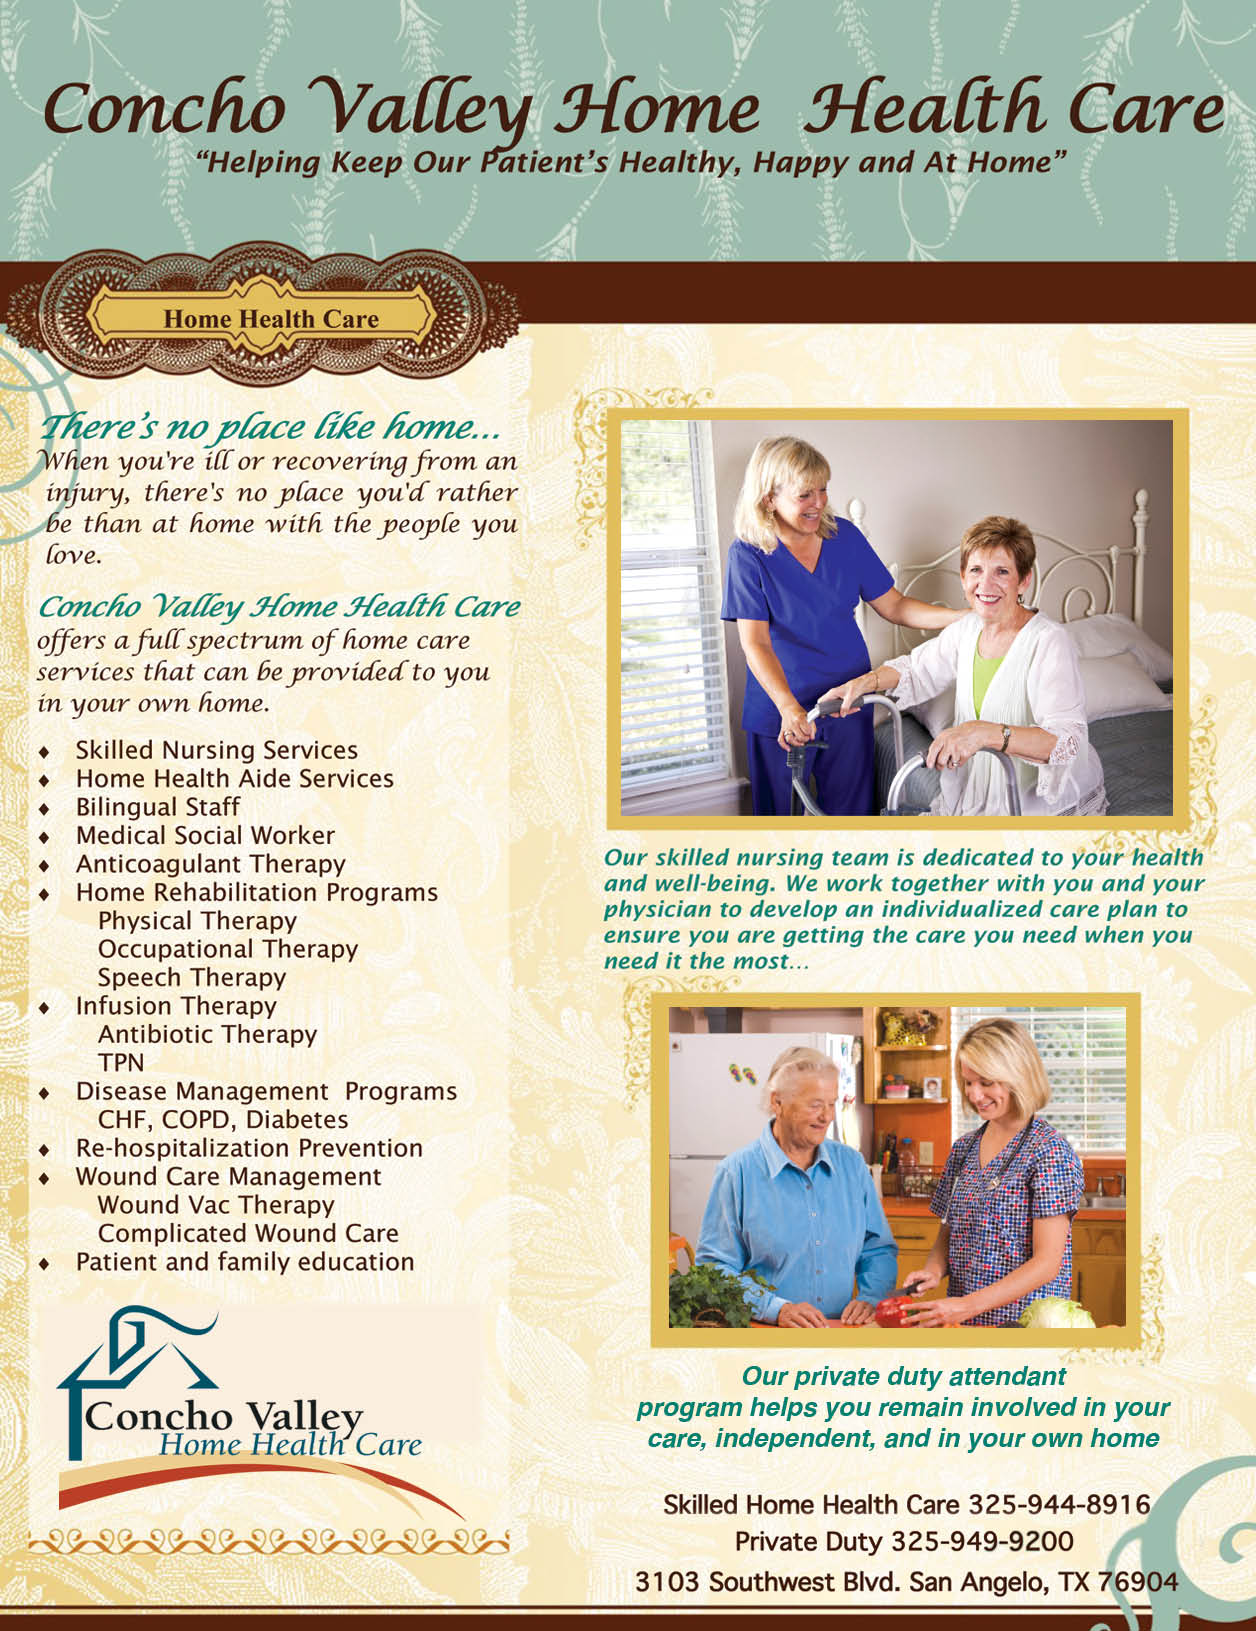 Concho Valley Home Health Care
“Helping Keep Our Patient’s Healthy, Happy and At Home”
Home Health Care
There’s no place like home...
When you're ill or recovering from an
injury, there's no place you'd rather
be than at home with the people you
love.
Concho Valley Home Health Care
offers a full spectrum of home care
services that can be provided to you
in your own home.
♦ Skilled Nursing Services
♦ Home Health Aide Services
♦ Bilingual Staff
♦ Medical Social Worker
♦ Anticoagulant Therapy
♦ Home Rehabilitation Programs
Physical Therapy
Occupational Therapy
Speech Therapy
♦ Infusion Therapy
Antibiotic Therapy
TPN
♦ Disease Management Programs
CHF, COPD, Diabetes
♦ Re-hospitalization Prevention
♦ Wound Care Management
Wound Vac Therapy
Complicated Wound Care
♦ Patient and family education
Concho Valley
Home Health Care
Our skilled nursing team is dedicated to your health
and well-being. We work together with you and your
physician to develop an individualized care plan to
ensure you are getting the care you need when you
need it the most...
Our private duty attendant
program helps you remain involved in your
care, independent, and in your own home
Skilled Home Health Care 325-944-8916
Private Duty 325-949-9200
3103 Southwest Blvd. San Angelo, TX 76904